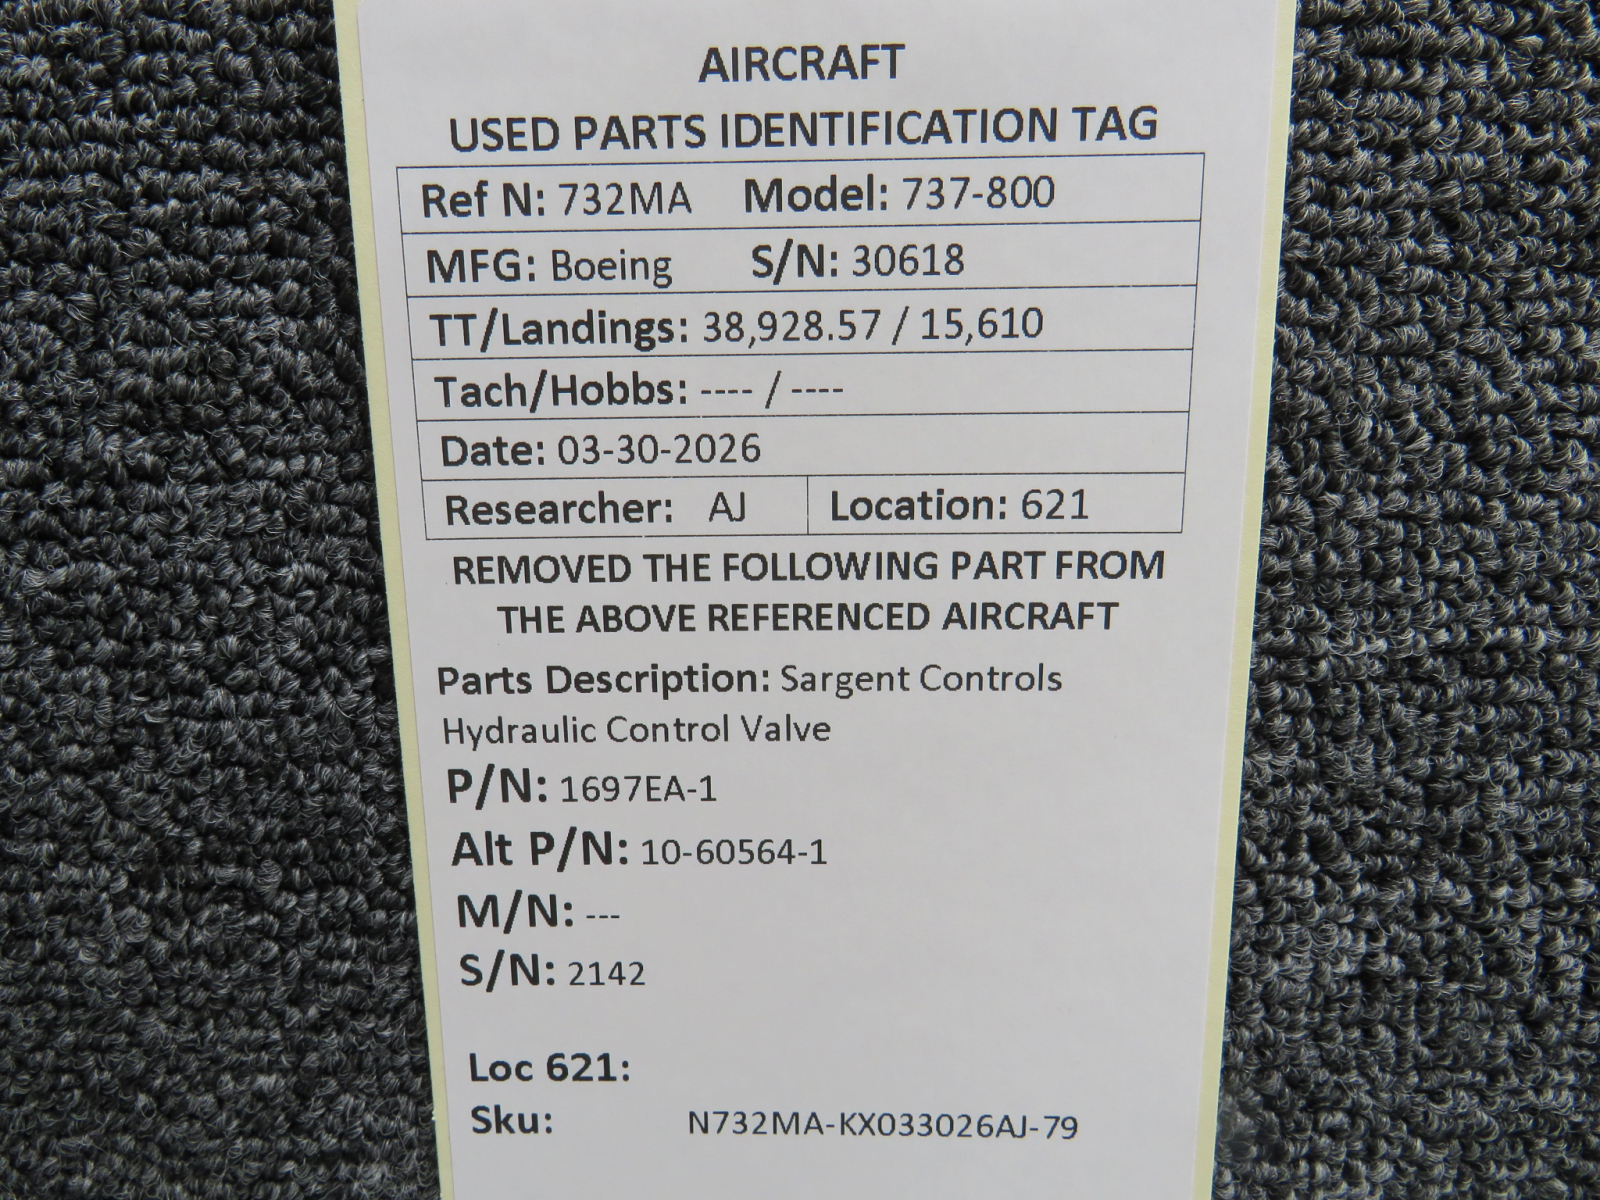 AIRCRAFT
USED PARTS IDENTIFICATION TAG
Ref N: 732MA Model: 737-800
MFG: Boeing S/N: 30618
TT/Landings: 38,928.57 / 15,610
Tach/Hobbs: ---- / ----
Date: 03-30-2026
Researcher: AJ Location: 621
REMOVED THE FOLLOWING PART FROM
THE ABOVE REFERENCED AIRCRAFT
Parts Description: Sargent Controls
Hydraulic Control Valve
P/N: 1697EA-1
Alt P/N: 10-60564-1
M/N: ---
S/N: 2142
Loc 621:
Sku: N732MA-KX033026AJ-79